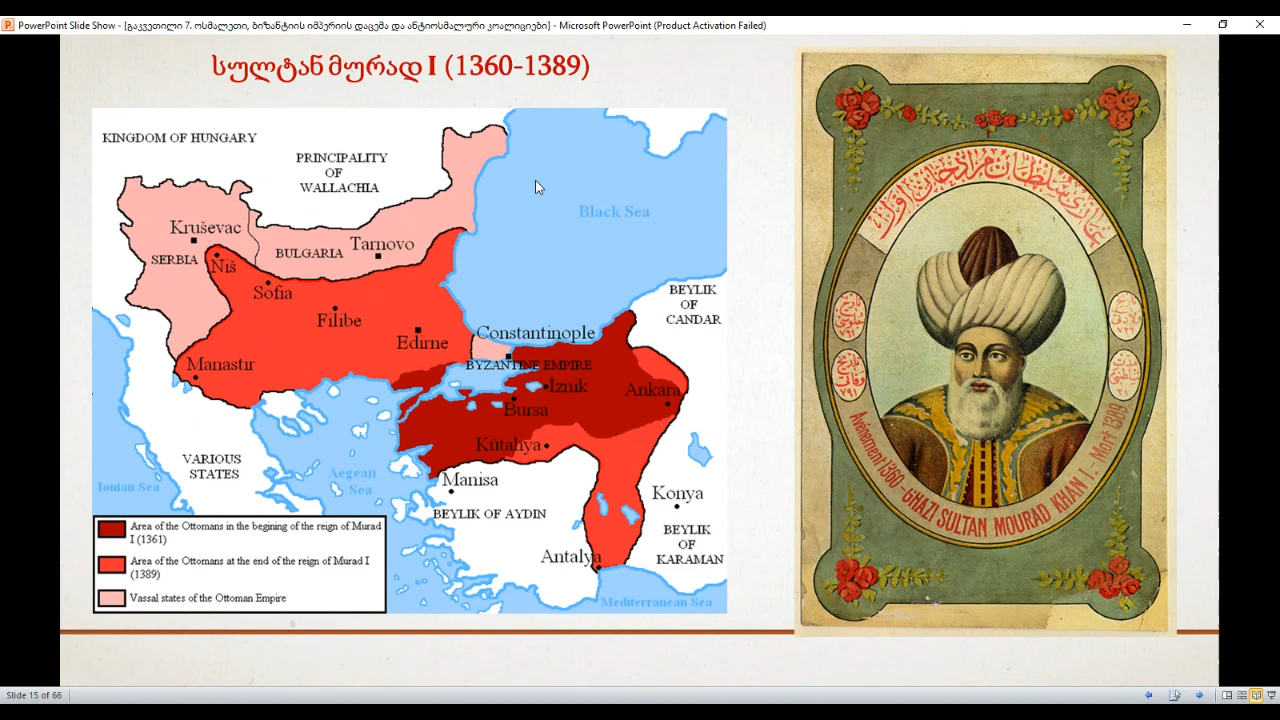 PowerPoint Slide Show - [გაკვეთილი 7. ოსმალეთი, ბიზანტიის იმპერიის დაცემა და ანტიოსმალური კოალიციები] - Microsoft PowerPoint (Product Activation Failed)
სულტან მურად I (1360-1389)
KINGDOM OF HUNGARY
PRINCIPALITY
OF
WALLACHIA
Black Sea
Kruševac
SERBIA
Niš
BULGARIA
Tarnovo
Sofia
Filibe
Edirne
Constantinople
BYZANTINE EMPIRE
BEYLIK
OF
CANDAR
Manastır
İznik
Bursa
Ankara
Kütahya
VARIOUS
STATES
Ionian Sea
Aegean
Sea
Manisa
BEYLIK OF AYDIN
Konya
BEYLIK
OF
KARAMAN
Antalya
Mediterranean Sea
Area of the Ottomans in the begining of the reign of Murad
I (1361)
Area of the Ottomans at the end of the reign of Murad I
(1389)
Vassal states of the Ottoman Empire
Avènement 1360 - GHAZI SULTAN MOURAD KHAN I. Mort 1389
Slide 15 of 66